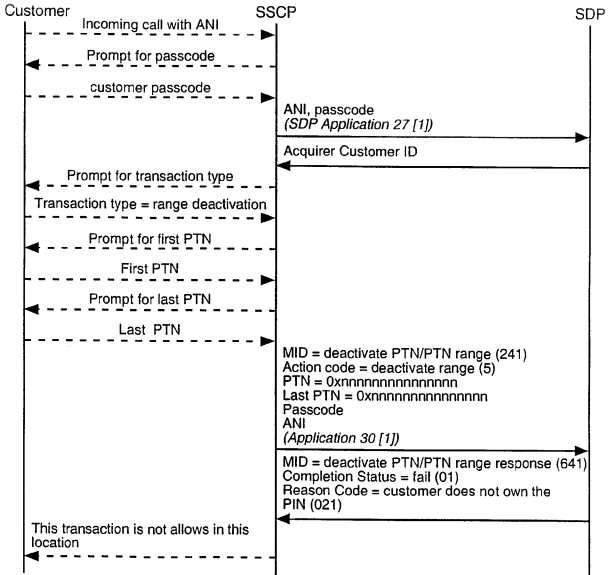 Customer
SSCP
SDP
Incoming call with ANI
Prompt for passcode
customer passcode
ANI, passcode
(SDP Application 27 [1])
Acquirer Customer ID
Prompt for transaction type
Transaction type = range deactivation
Prompt for first PTN
First PTN
Prompt for last PTN
Last PTN
MID = deactivate PTN/PTN range (241)
Action code = deactivate range (5)
PTN = 0xnnnnnnnnnnnnnnnn
Last PTN = 0xnnnnnnnnnnnnnnnn
Passcode
ANI
(Application 30 [1])
MID = deactivate PTN/PTN range response (641)
Completion Status = fail (01)
Reason Code = customer does not own the
PIN (021)
This transaction is not allows in this
location